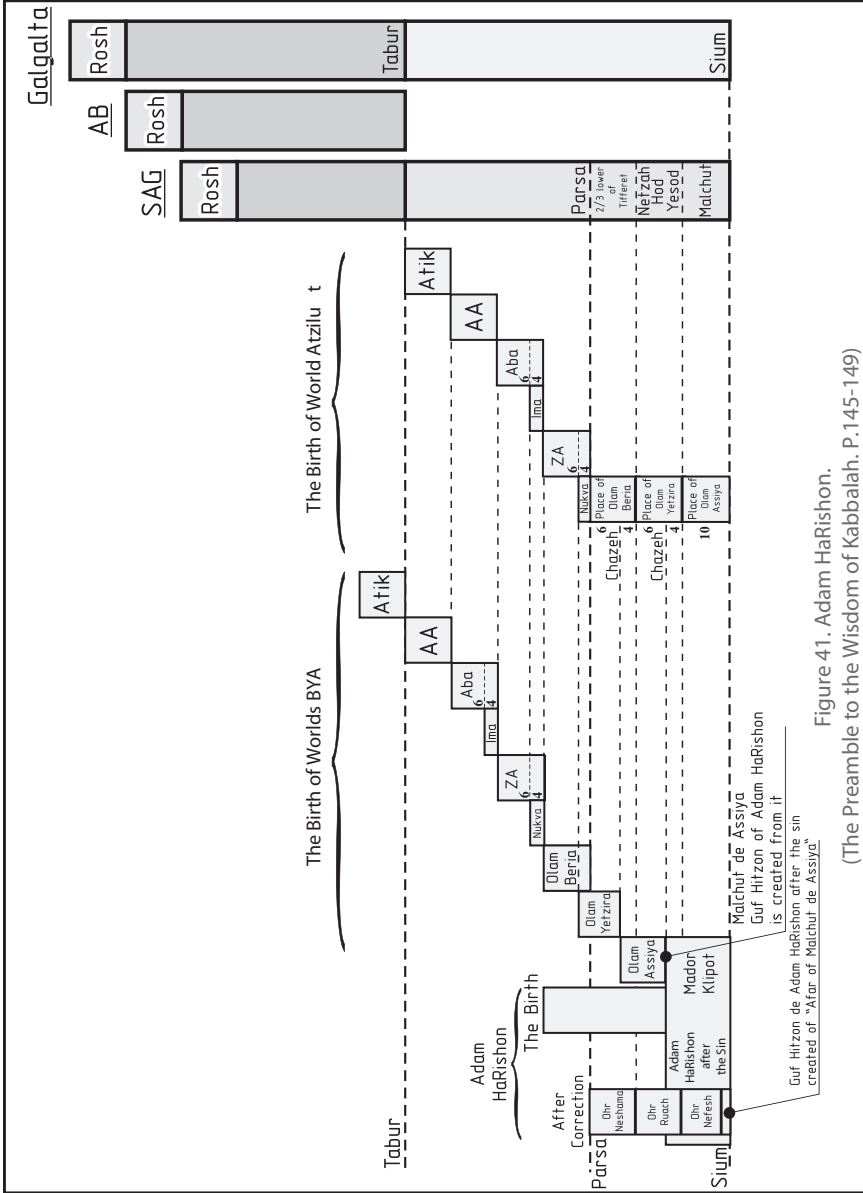 Galgalta
Rosh
Tabur
Sium
AB
Rosh
SAG
Rosh
Parsa
2/3 lower
of
Tifferet
Netzah
Hod
Yesod
Malchut
The Birth of World Atzilu t
Atik
AA
Aba
6
4
Ima
ZA
6
4
Nukva
Place of
Olam
Beria
6
4
Chazeh
Place of
Olam
Yetzira
6
4
Chazeh
Place of
Olam
Assiya
10
The Birth of Worlds BYA
Atik
AA
Aba
6
4
Ima
ZA
6
4
Nukva
Olam
Beria
Olam
Yetzira
Olam
Assiya
Mador
Klipot
Adam
HaRishon
The Birth
Adam
HaRishon
after
the Sin
After
Correction
Ohr
Neshama
Ohr
Ruach
Ohr
Nefesh
Tabur
Parsa
Sium
Malchut de Assiya
Guf Hitzon of Adam HaRishon
is created from it
Guf Hitzon de Adam HaRishon after the sin
created of "Afar of Malchut de Assiya"
Figure 41. Adam HaRishon.
(The Preamble to the Wisdom of Kabbalah. P.145-149)